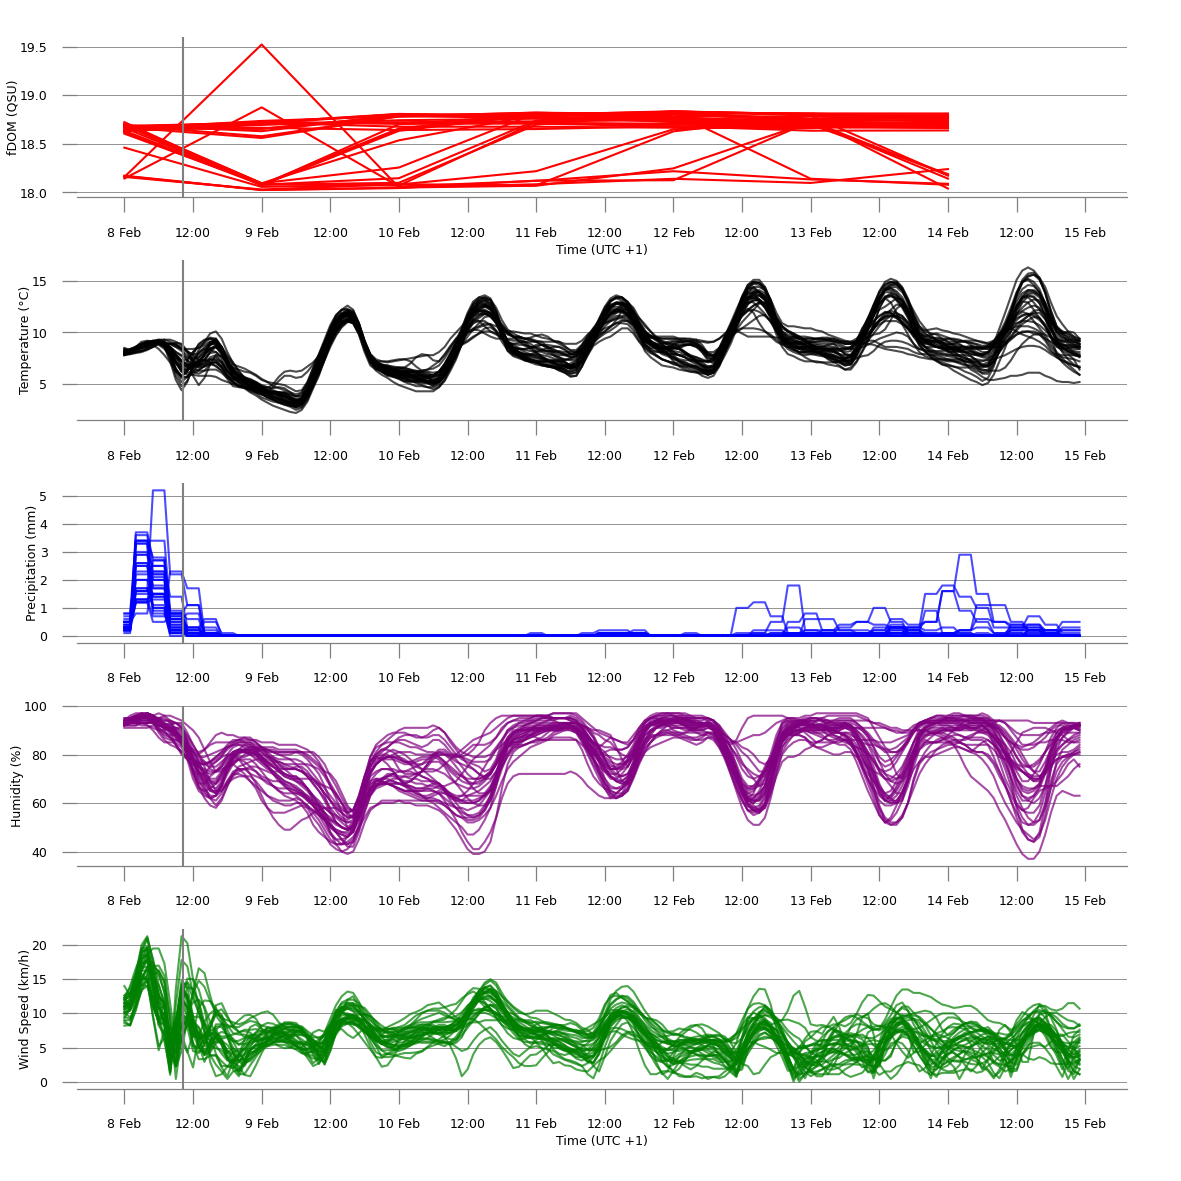 19.5
19.0
18.5
18.0
fDOM (QSU)
8 Feb 12:00 9 Feb 12:00 10 Feb 12:00 11 Feb 12:00 12 Feb 12:00 13 Feb 12:00 14 Feb 12:00 15 Feb
Time (UTC +1)
15
10
5
Temperature (°C)
8 Feb 12:00 9 Feb 12:00 10 Feb 12:00 11 Feb 12:00 12 Feb 12:00 13 Feb 12:00 14 Feb 12:00 15 Feb
5
4
3
2
1
0
Precipitation (mm)
8 Feb 12:00 9 Feb 12:00 10 Feb 12:00 11 Feb 12:00 12 Feb 12:00 13 Feb 12:00 14 Feb 12:00 15 Feb
100
80
60
40
Humidity (%)
8 Feb 12:00 9 Feb 12:00 10 Feb 12:00 11 Feb 12:00 12 Feb 12:00 13 Feb 12:00 14 Feb 12:00 15 Feb
20
15
10
5
0
Wind Speed (km/h)
8 Feb 12:00 9 Feb 12:00 10 Feb 12:00 11 Feb 12:00 12 Feb 12:00 13 Feb 12:00 14 Feb 12:00 15 Feb
Time (UTC +1)